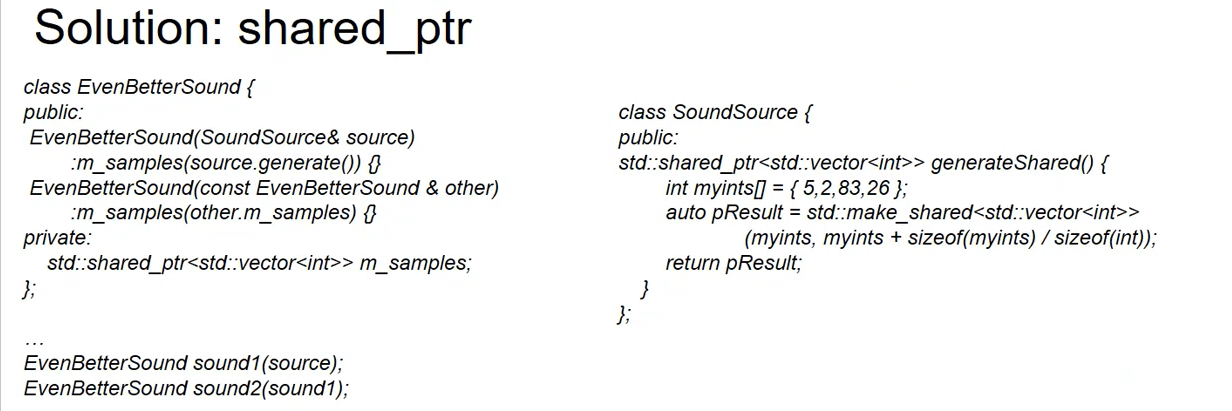 Solution: shared_ptr
class EvenBetterSound {
public:
EvenBetterSound(SoundSource& source)
:m_samples(source.generate()) {}
EvenBetterSound(const EvenBetterSound & other)
:m_samples(other.m_samples) {}
private:
std::shared_ptr<std::vector<int>> m_samples;
};
...
EvenBetterSound sound1(source);
EvenBetterSound sound2(sound1);
class SoundSource {
public:
std::shared_ptr<std::vector<int>> generateShared() {
int myints[] = { 5,2,83,26 };
auto pResult = std::make_shared<std::vector<int>>
(myints, myints + sizeof(myints) / sizeof(int));
return pResult;
}
};